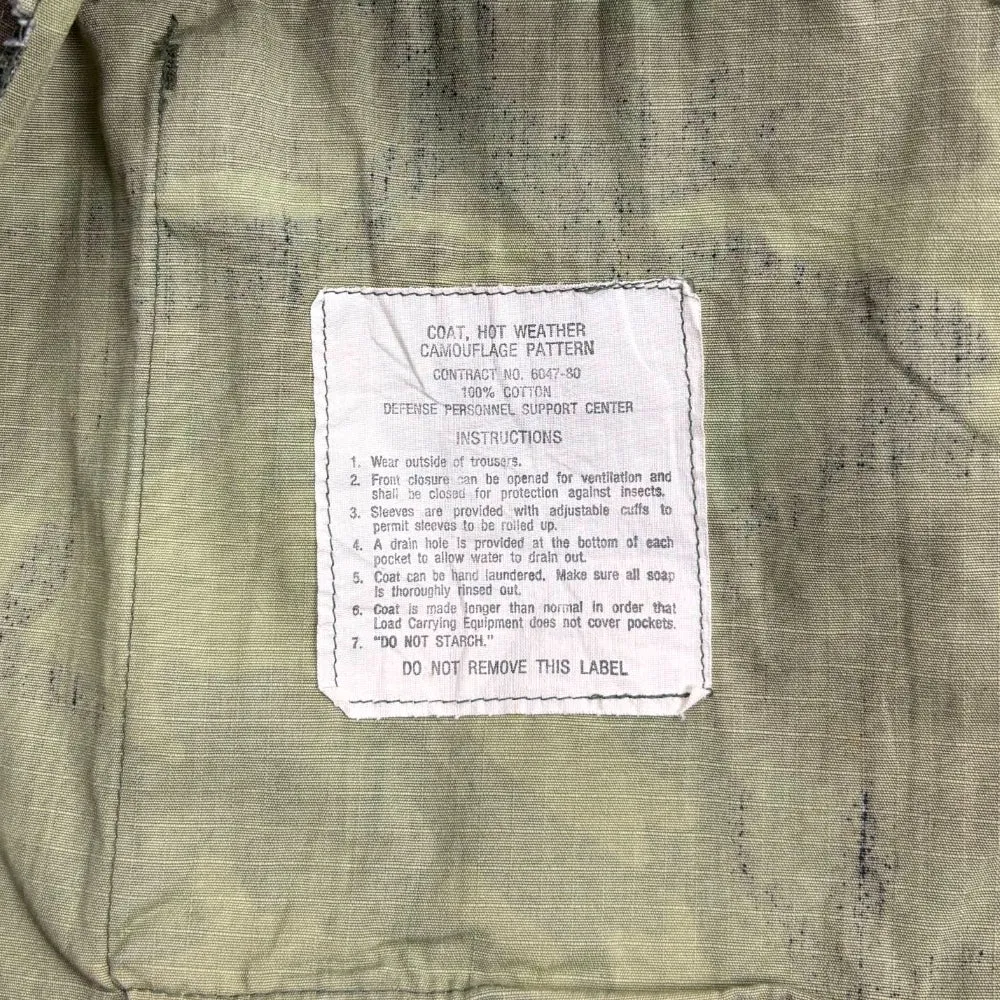 COAT, HOT WEATHER
CAMOUFLAGE PATTERN
CONTRACT NO. 6047-80
100% COTTON
DEFENSE PERSONNEL SUPPORT CENTER
INSTRUCTIONS
1. Wear outside of trousers.
2. Front closure can be opened for ventilation and
shall be closed for protection against insects.
3. Sleeves are provided with adjustable cuffs to
permit sleeves to be rolled up.
4. A drain hole is provided at the bottom of each
pocket to allow water to drain out.
5. Coat can be hand laundered. Make sure all soap
is thoroughly rinsed out.
6. Coat is made longer than normal in order that
Load Carrying Equipment does not cover pockets.
7. "DO NOT STARCH."
DO NOT REMOVE THIS LABEL